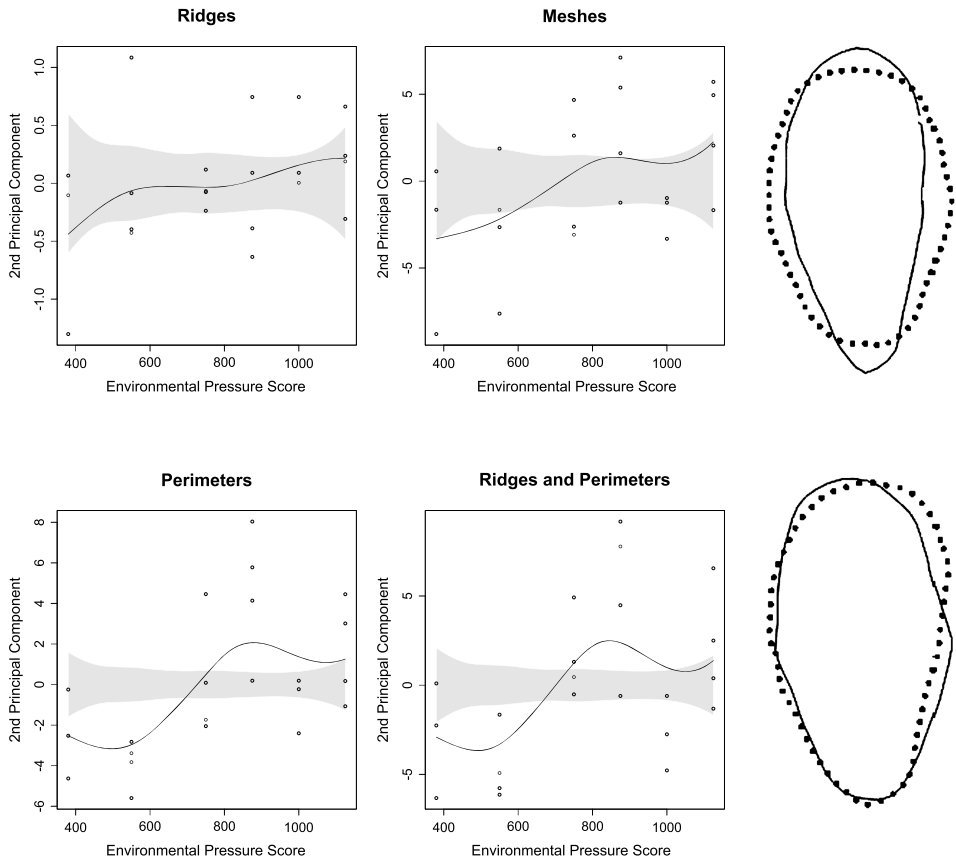 Ridges
Meshes
2nd Principal Component
1.0
0.5
0.0
-0.5
-1.0
400 600 800 1000
Environmental Pressure Score
2nd Principal Component
5
0
-5
400 600 800 1000
Environmental Pressure Score
Perimeters
Ridges and Perimeters
2nd Principal Component
8
6
4
2
0
-2
-4
-6
400 600 800 1000
Environmental Pressure Score
2nd Principal Component
5
0
-5
400 600 800 1000
Environmental Pressure Score